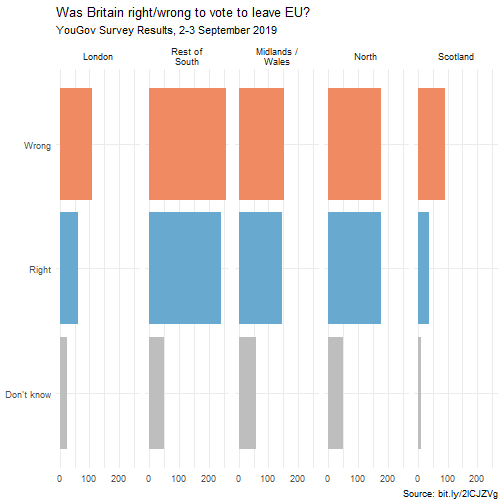 Was Britain right/wrong to vote to leave EU?
YouGov Survey Results, 2-3 September 2019
London
Rest of
South
Midlands /
Wales
North
Scotland
Wrong
Right
Don't know
0 100 200 0 100 200 0 100 200 0 100 200 0 100 200
Source: bit.ly/2lCJZVg